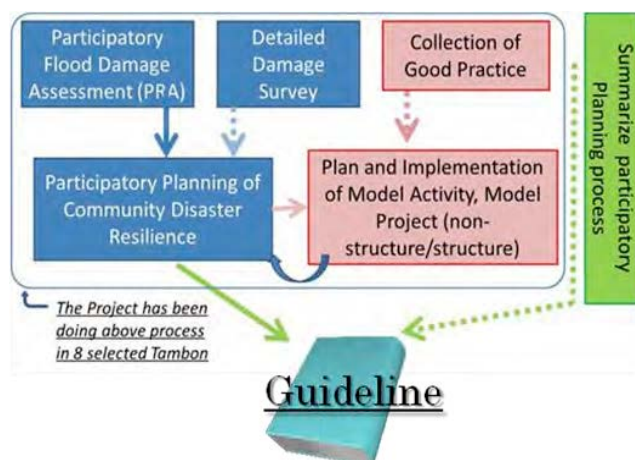 Participatory
Flood Damage
Assessment (PRA)
Detailed
Damage
Survey
Collection of
Good Practice
Participatory Planning of
Community Disaster
Resilience
Plan and Implementation
of Model Activity, Model
Project (non-
structure/structure)
Summarize participatory
Planning process
The Project has been
doing above process
in 8 selected Tambon
Guideline